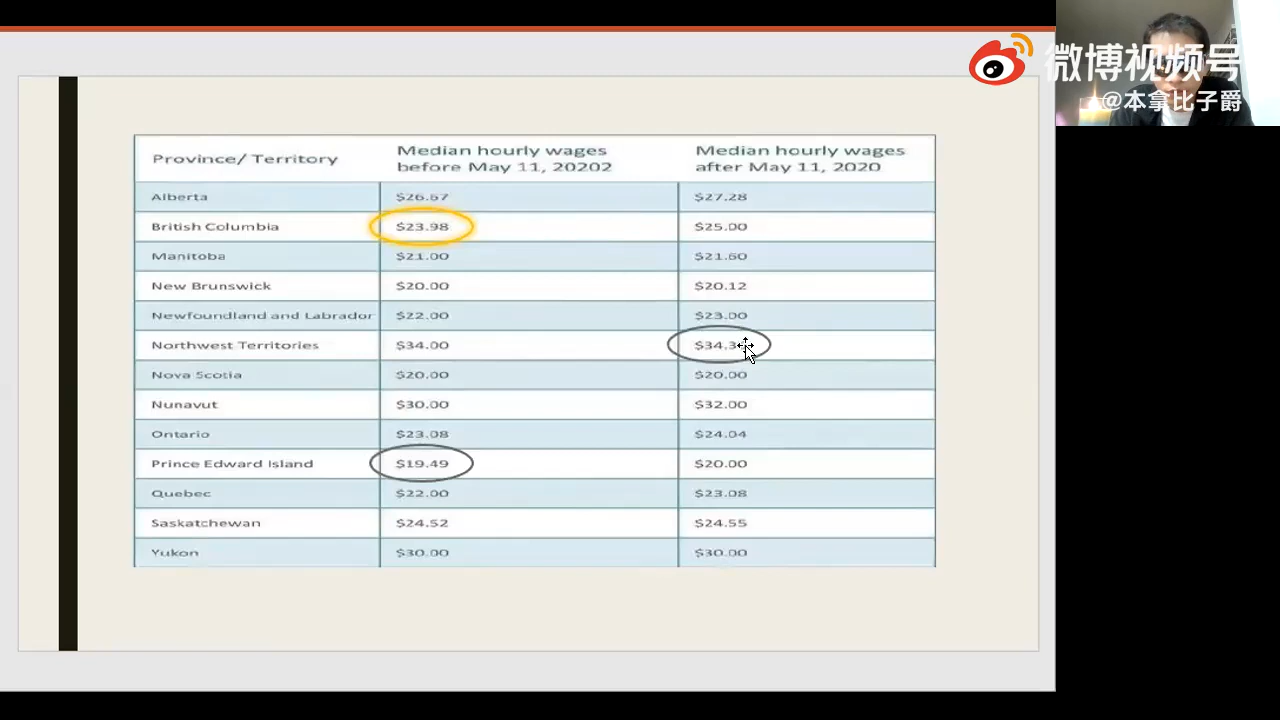 微博视频号
@本拿比子爵
Province/ Territory
Median hourly wages
before May 11, 20202
Median hourly wages
after May 11, 2020
Alberta $26.67 $27.28
British Columbia $23.98 $25.00
Manitoba $21.00 $21.60
New Brunswick $20.00 $20.12
Newfoundland and Labrador $22.00 $23.00
Northwest Territories $34.00
Nova Scotia $20.00 $20.00
Nunavut $30.00 $32.00
Ontario $23.08 $24.04
Prince Edward Island $19.49 $20.00
Quebec $22.00 $23.08
Saskatchewan $24.52 $24.55
Yukon $30.00 $30.00